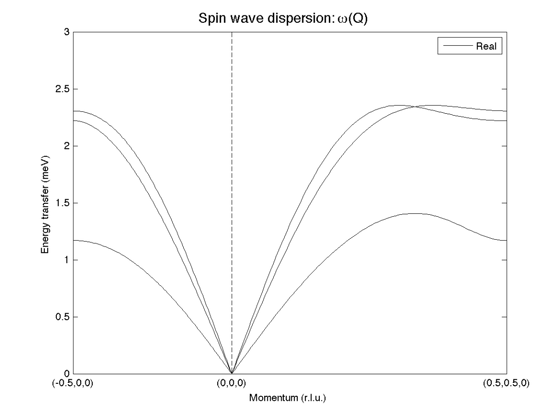 Spin wave dispersion: ω(Q)
3
Real
2.5
2
1.5
1
0.5
0
Energy transfer (meV)
(-0.5,0,0)
(0,0,0)
(0.5,0.5,0)
Momentum (r.l.u.)